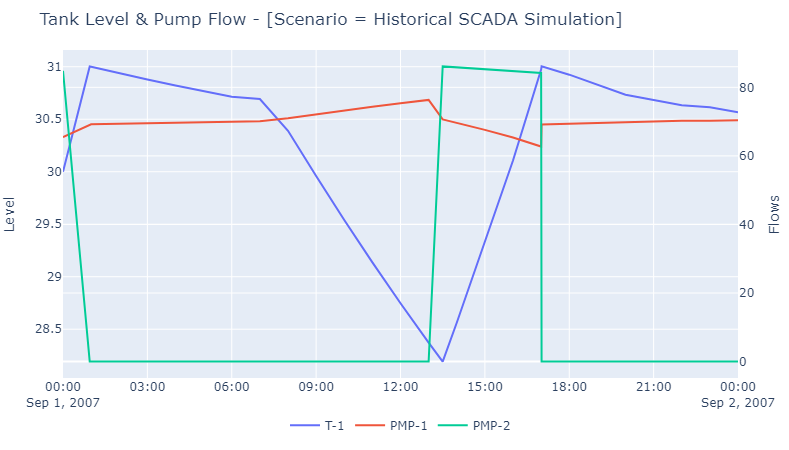 Tank Level & Pump Flow - [Scenario = Historical SCADA Simulation]
31
30.5
30
29.5
29
28.5
Level
80
60
40
20
0
Flows
00:00 03:00 06:00 09:00 12:00 15:00 18:00 21:00 00:00
Sep 1, 2007 Sep 2, 2007
T-1 PMP-1 PMP-2